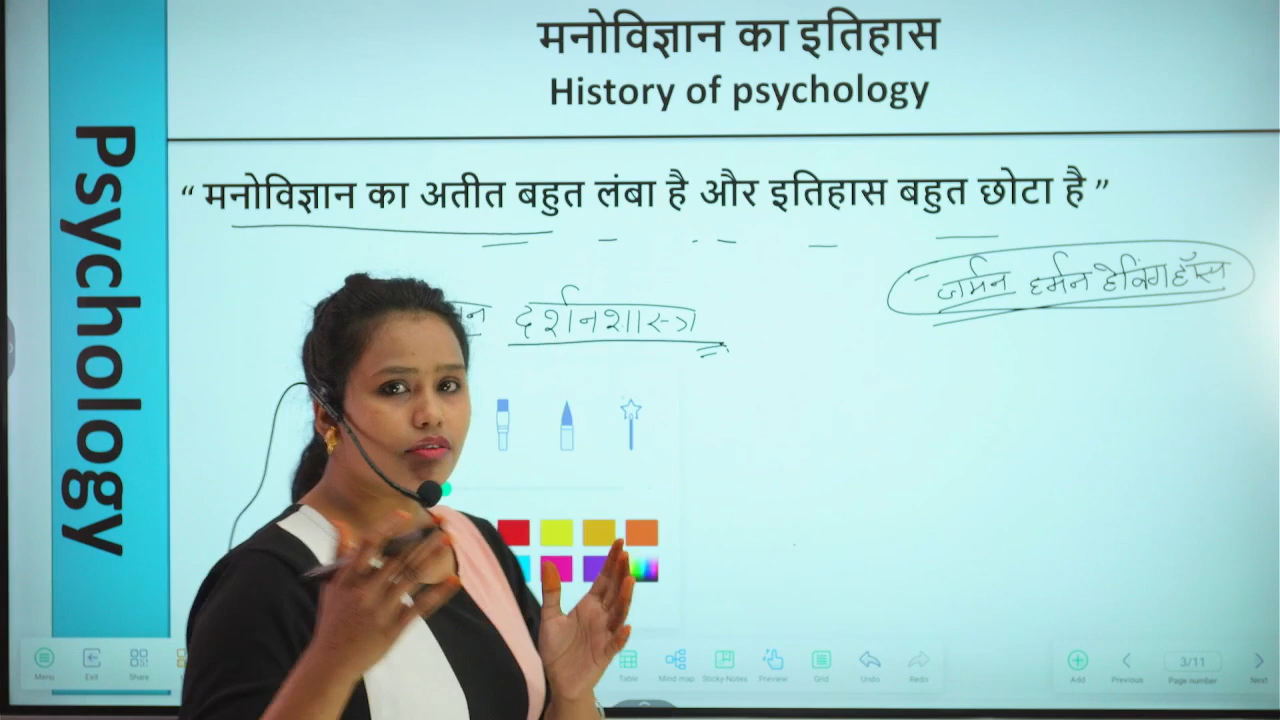 मनोविज्ञान का इतिहास
History of psychology
Psychology
“ मनोविज्ञान का अतीत बहुत लंबा है और इतिहास बहुत छोटा है ”
जर्मन हर्मन हेविंगहॉस
दर्शनशास्त्र
Menu
Exit
Share
Table
Mind map
Sticky-Notes
Preview
Grid
Undo
Redo
Add
Previous
3/11
Page number
Next